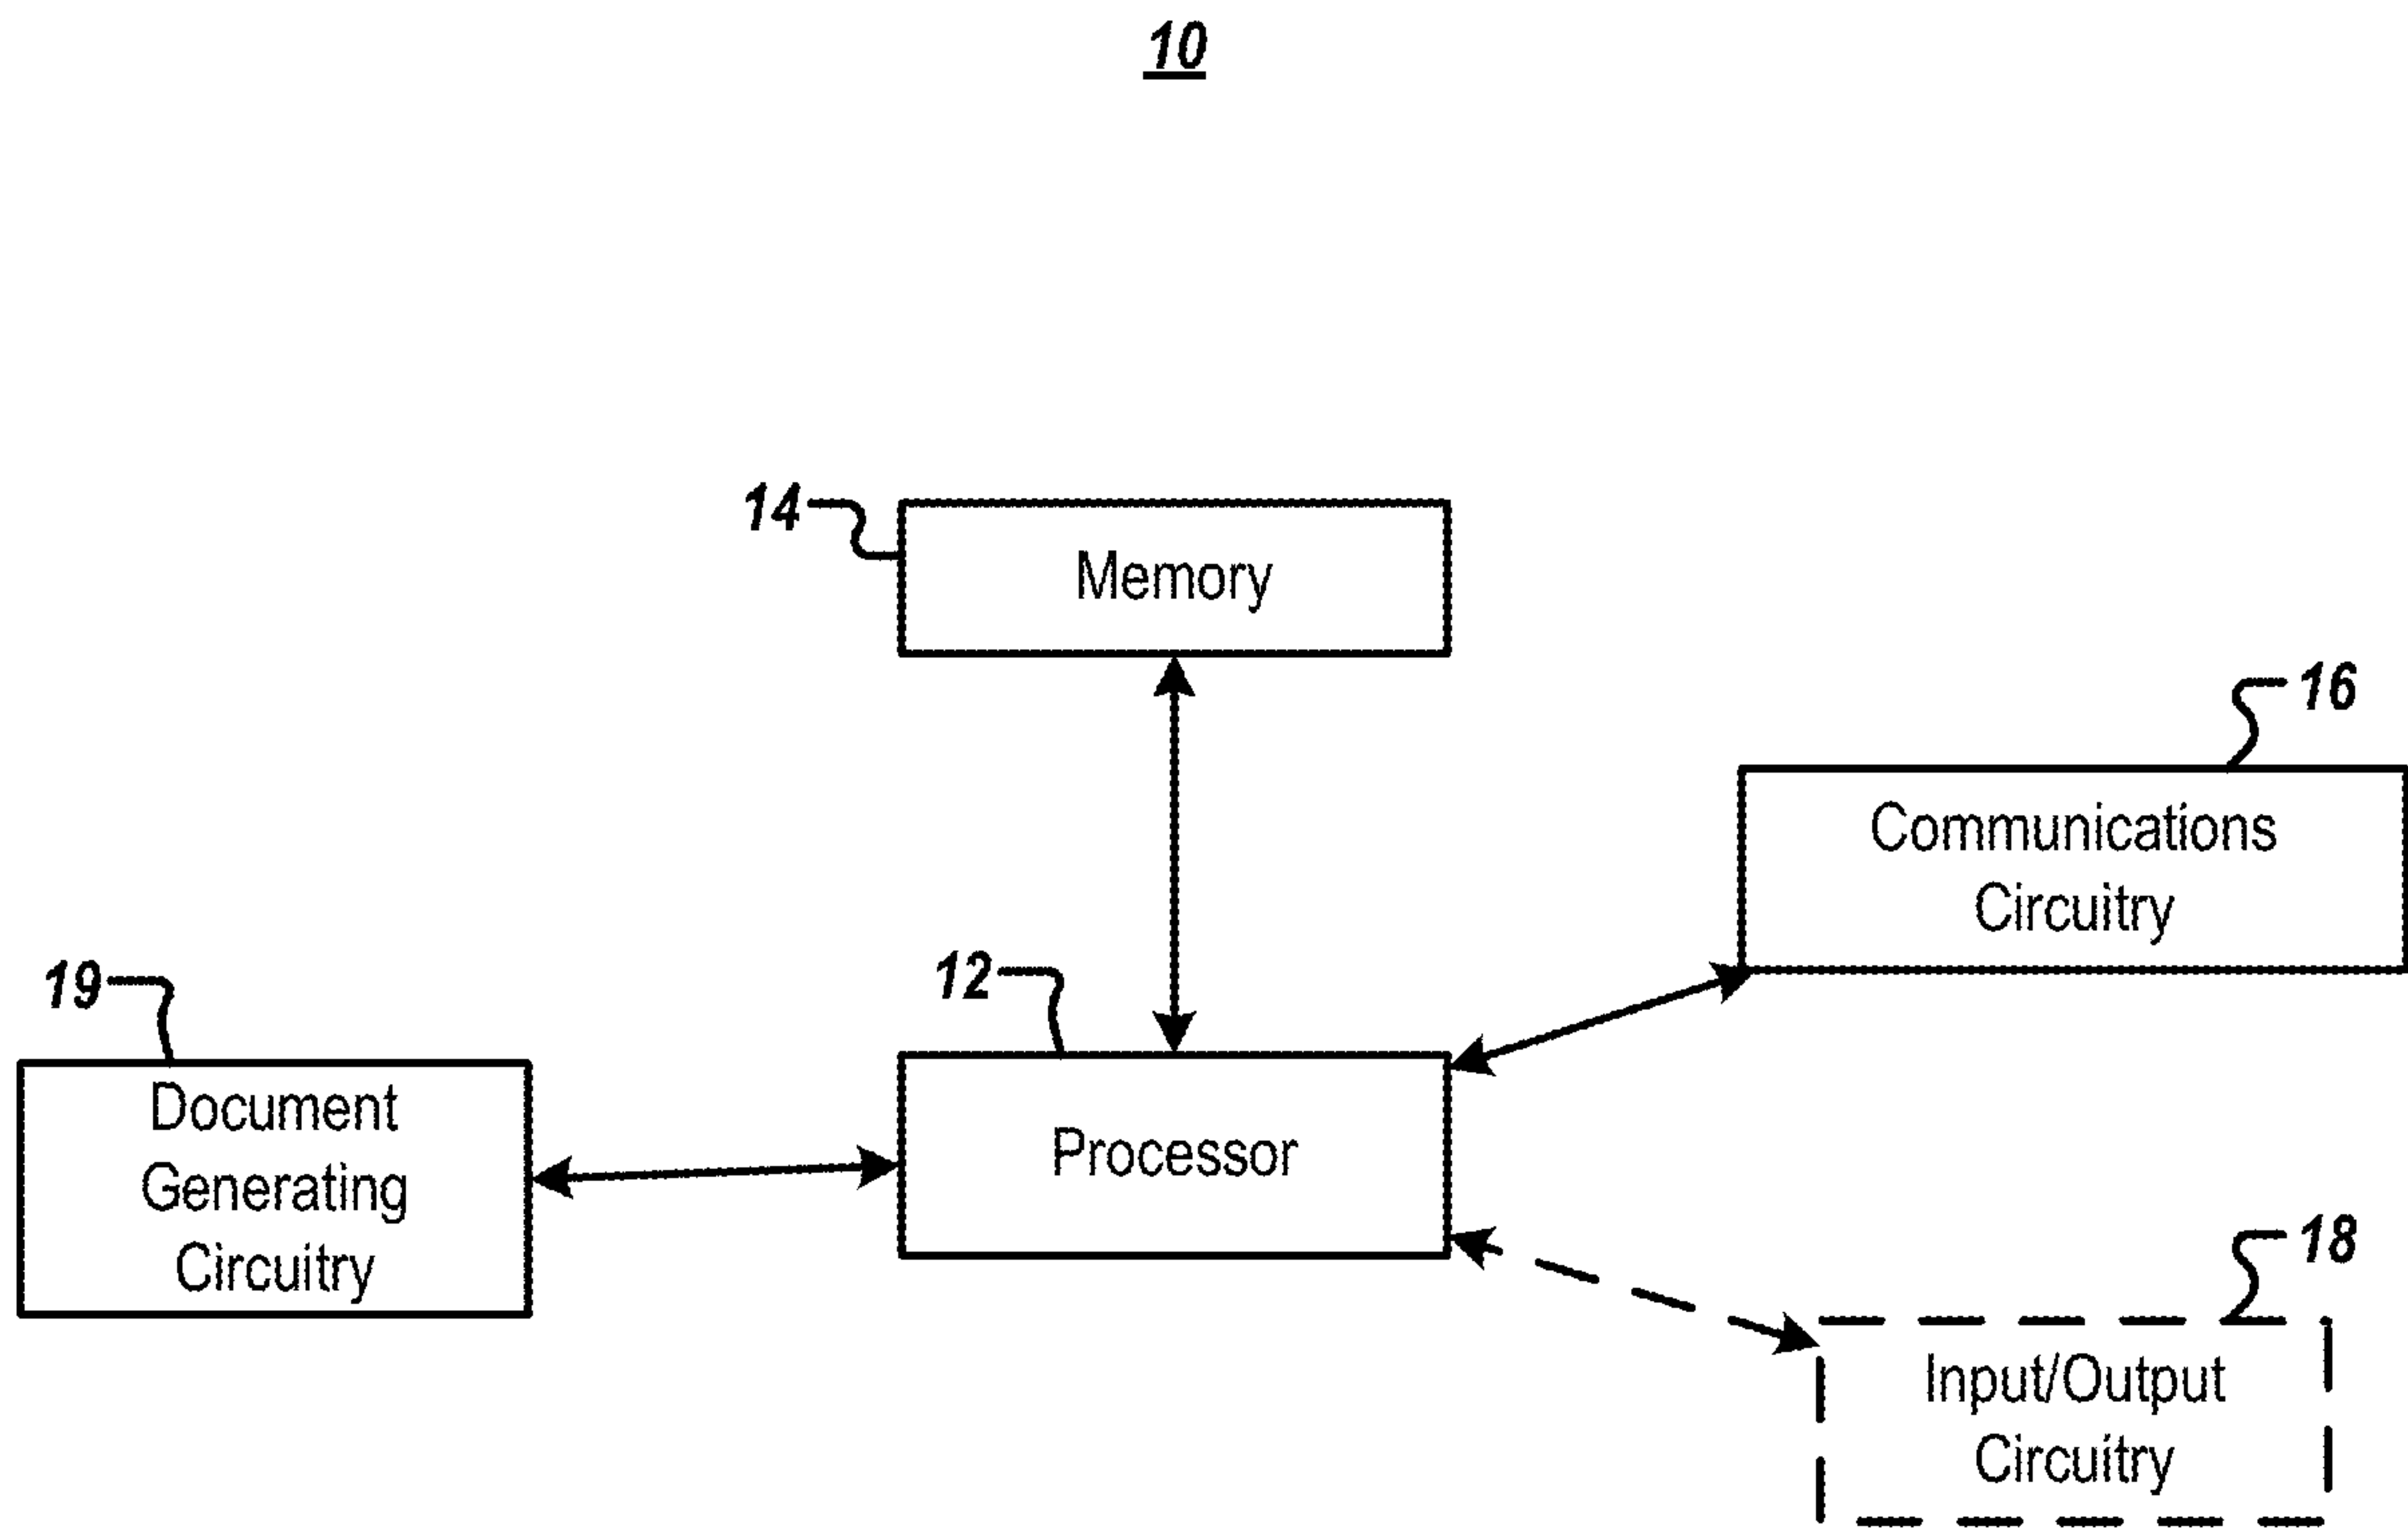 10
14
Memory
16
Communications
Circuitry
19
Document
Generating
Circuitry
12
Processor
18
Input/Output
Circuitry